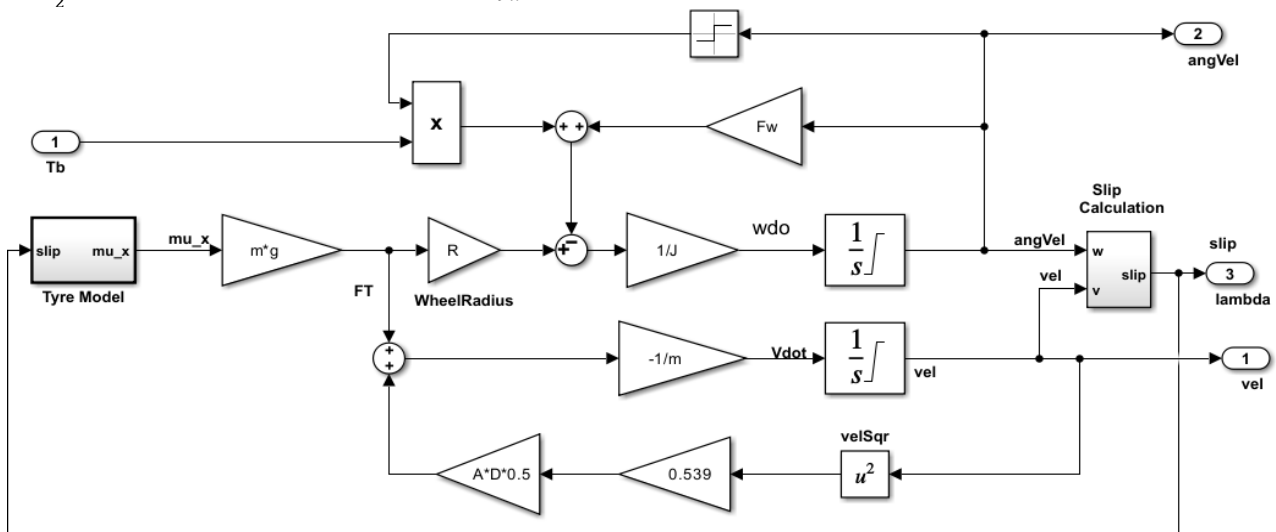 2
2
angVel
x
+ +
Fw
1
Tb
Slip
Calculation
slip
mu_x
mu_x
m*g
R
+
−
1/J
wdo
1
s
angVel
w
slip
slip
3
Tyre Model
FT
WheelRadius
vel
v
lambda
+
+
-1/m
Vdot
1
s
vel
1
vel
velSqr
A*D*0.5
0.539
u²